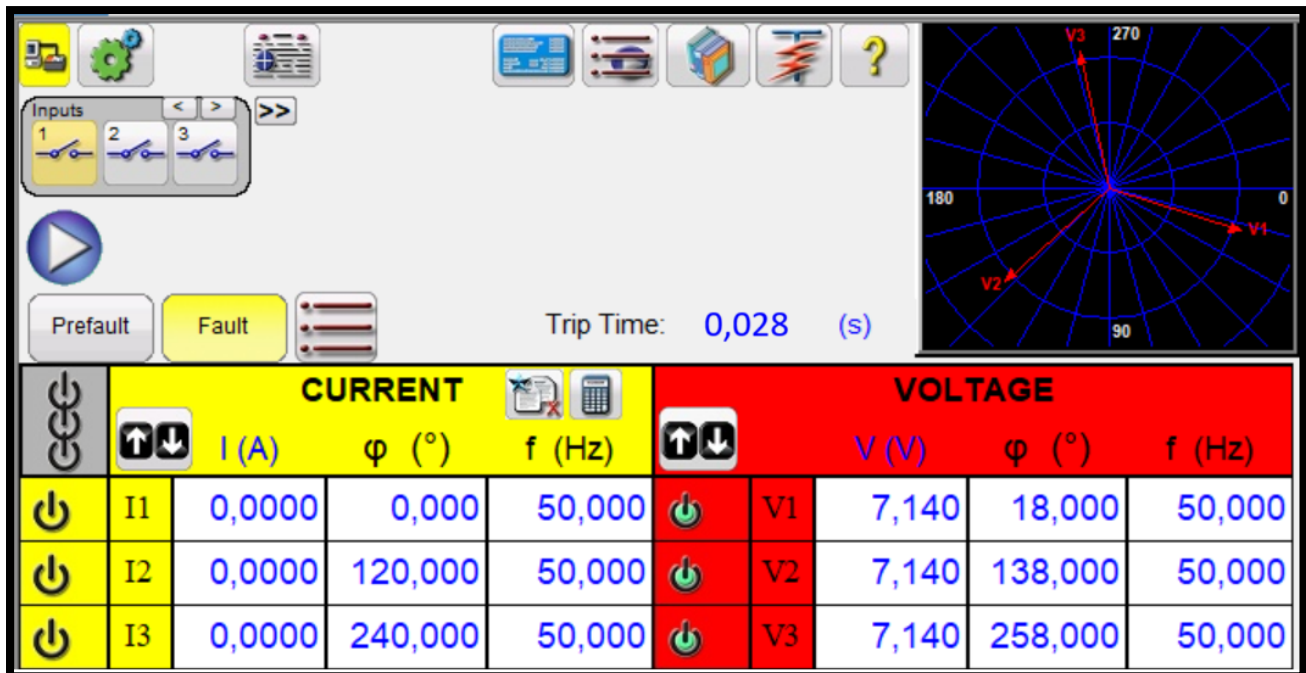 Inputs < > >>
1 2 3
?
V3 270
180 0
V1
V2
90
Prefault Fault Trip Time: 0,028 (s)
CURRENT VOLTAGE
I (A) φ (°) f (Hz) V (V) φ (°) f (Hz)
I1 0,0000 0,000 50,000 V1 7,140 18,000 50,000
I2 0,0000 120,000 50,000 V2 7,140 138,000 50,000
I3 0,0000 240,000 50,000 V3 7,140 258,000 50,000